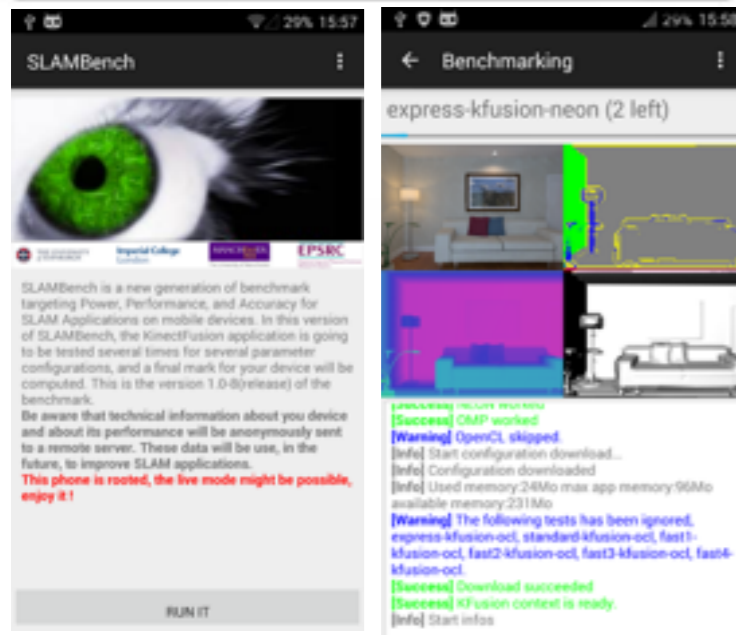 29% 15:57
SLAMBench
Imperial College
London
MANCHESTER
EPSRC
SLAMBench is a new generation of benchmark
targeting Power, Performance, and Accuracy for
SLAM Applications on mobile devices. In this version
of SLAMBench, the KinectFusion application is going
to be tested several times for several parameter
configurations, and a final mark for your device will be
computed. This is the version 1.0-8(release) of the
benchmark.
Be aware that technical information about you device
and about its performance will be anonymously sent
to a remote server. These data will be use, in the
future, to improve SLAM applications.
This phone is rooted, the live mode might be possible,
enjoy it !
RUN IT
29% 15:58
Benchmarking
express-kfusion-neon (2 left)
[Success] NEON worked
[Success] OMP worked
[Warning] OpenCL skipped.
[Info] Start configuration download...
[Info] Configuration downloaded
[Info] Used memory:24Mo max app memory:96Mo
available memory:231Mo
[Warning] The following tests has been ignored,
express-kfusion-ocl, standard-kfusion-ocl, fast1-
kfusion-ocl, fast2-kfusion-ocl, fast3-kfusion-ocl, fast4-
kfusion-ocl.
[Success] Download succeeded
[Success] KFusion context is ready.
[Info] Start infos